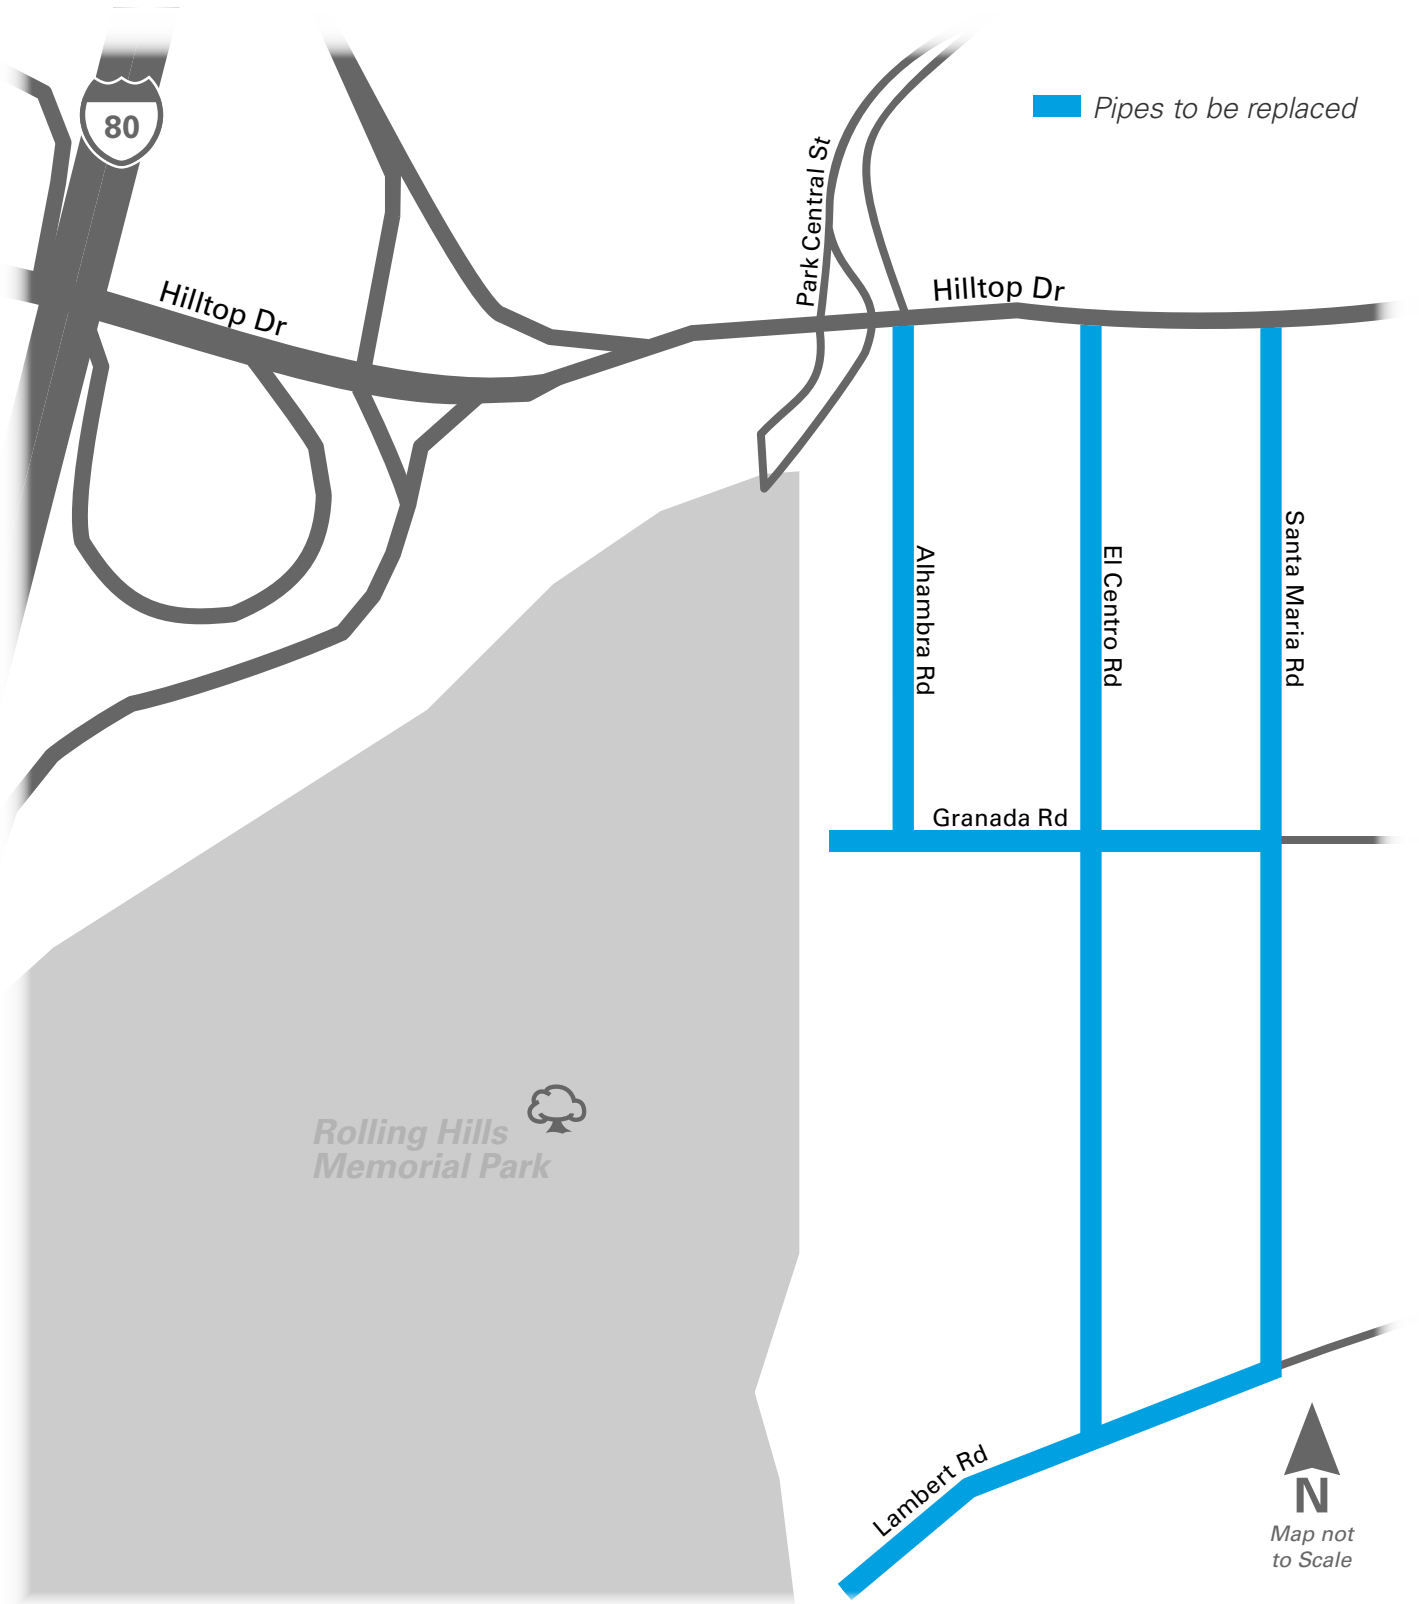 80
Pipes to be replaced
Park Central St
Hilltop Dr
Hilltop Dr
Alhambra Rd
El Centro Rd
Santa Maria Rd
Granada Rd
Rolling Hills
Memorial Park
Lambert Rd
N
Map not
to Scale